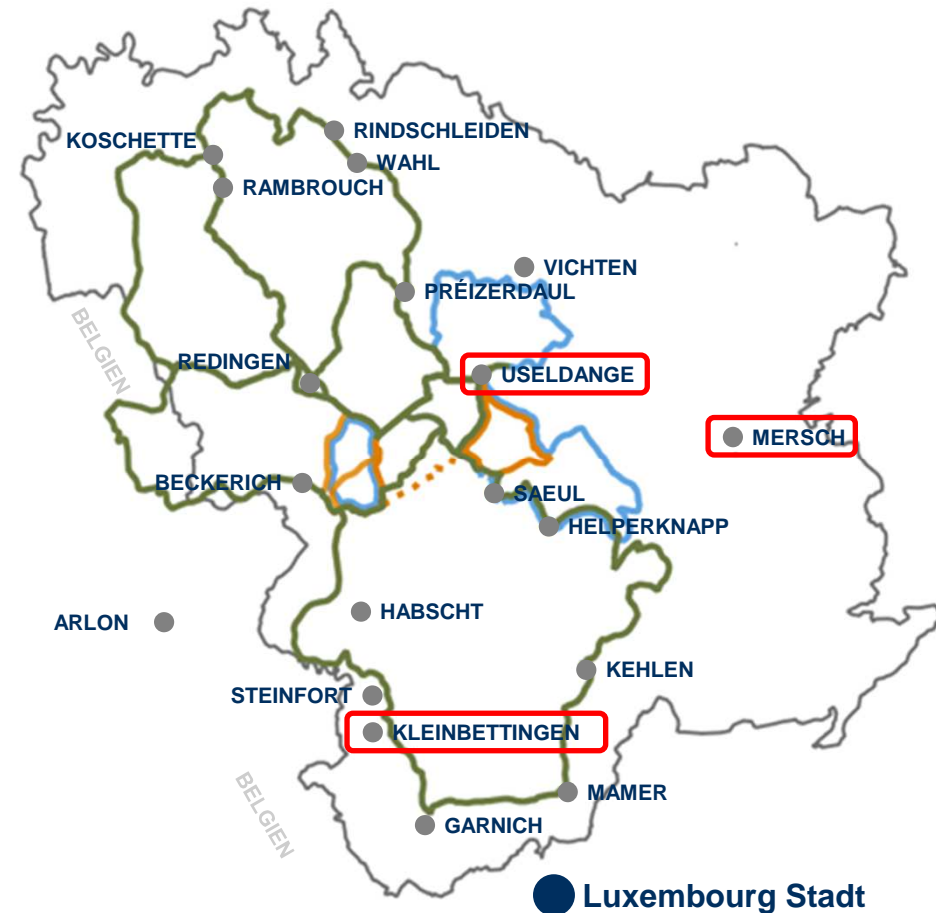 RINDSCHLEIDEN
KOSCHETTE
WAHL
RAMBROUCH
VICHTEN
PRÉIZERDAUL
BELGIEN
REDINGEN
USELDANGE
MERSCH
BECKERICH
SAEUL
HELPERKNAPP
HABSCHT
ARLON
KEHLEN
STEINFORT
KLEINBETTINGEN
BELGIEN
MAMER
GARNICH
Luxembourg Stadt